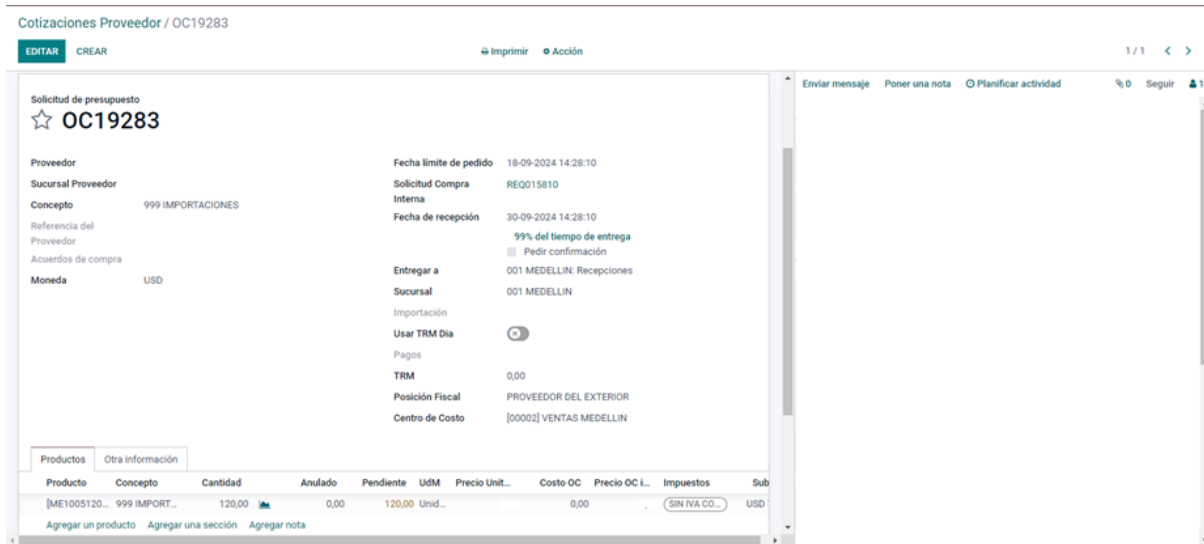 Cotizaciones Proveedor / OC19283
EDITAR CREAR Imprimir Acción 1 / 1
Enviar mensaje Poner una nota Planificar actividad 0 Seguir 1
Solicitud de presupuesto
OC19283
Proveedor
Sucursal Proveedor
Concepto 999 IMPORTACIONES
Referencia del
Proveedor
Acuerdos de compra
Moneda USD
Fecha límite de pedido 18-09-2024 14:28:10
Solicitud Compra
Interna REQ015810
Fecha de recepción 30-09-2024 14:28:10
99% del tiempo de entrega
Pedir confirmación
Entregar a 001 MEDELLIN: Recepciones
Sucursal 001 MEDELLIN
Importación
Usar TRM Dia
Pagos
TRM 0,00
Posición Fiscal PROVEEDOR DEL EXTERIOR
Centro de Costo [00002] VENTAS MEDELLIN
Productos Otra información
Producto Concepto Cantidad Anulado Pendiente UdM Precio Unit... Costo OC Precio OC i... Impuestos Sub
[ME1005120... 999 IMPORT... 120,00 0,00 120,00 Unid... 0,00 SIN IVA CO... USD
Agregar un producto Agregar una sección Agregar nota